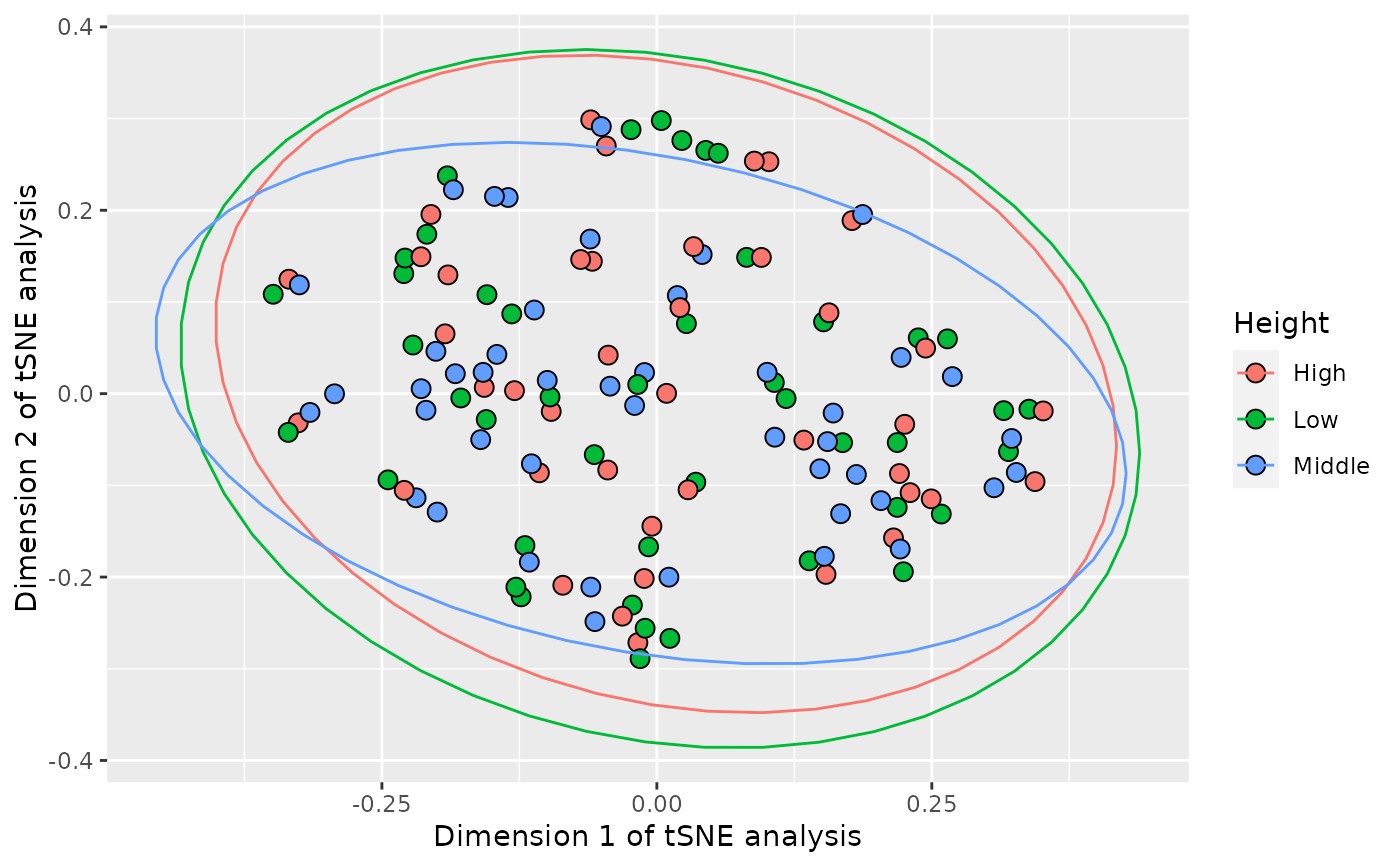 0.4
0.2
0.0
-0.2
-0.4
Dimension 2 of tSNE analysis
-0.25
0.00
0.25
Dimension 1 of tSNE analysis
Height
High
Low
Middle